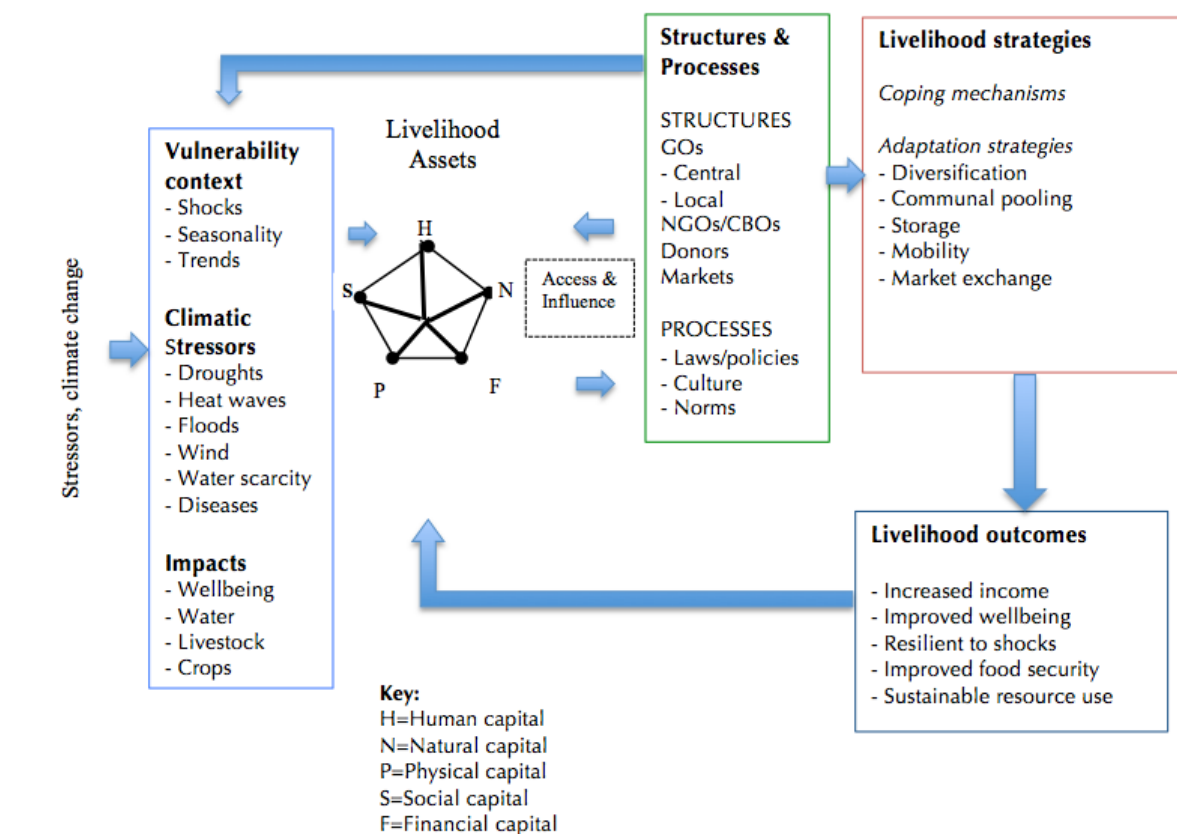 Stressors, climate change
Vulnerability
context
- Shocks
- Seasonality
- Trends
Climatic
Stressors
- Droughts
- Heat waves
- Floods
- Wind
- Water scarcity
- Diseases
Impacts
- Wellbeing
- Water
- Livestock
- Crops
Livelihood
Assets
H
S
N
P
F
Access &
Influence
Structures &
Processes
STRUCTURES
GOs
- Central
- Local
NGOs/CBOs
Donors
Markets
PROCESSES
- Laws/policies
- Culture
- Norms
Livelihood strategies
Coping mechanisms
Adaptation strategies
- Diversification
- Communal pooling
- Storage
- Mobility
- Market exchange
Livelihood outcomes
- Increased income
- Improved wellbeing
- Resilient to shocks
- Improved food security
- Sustainable resource use
Key:
H=Human capital
N=Natural capital
P=Physical capital
S=Social capital
F=Financial capital